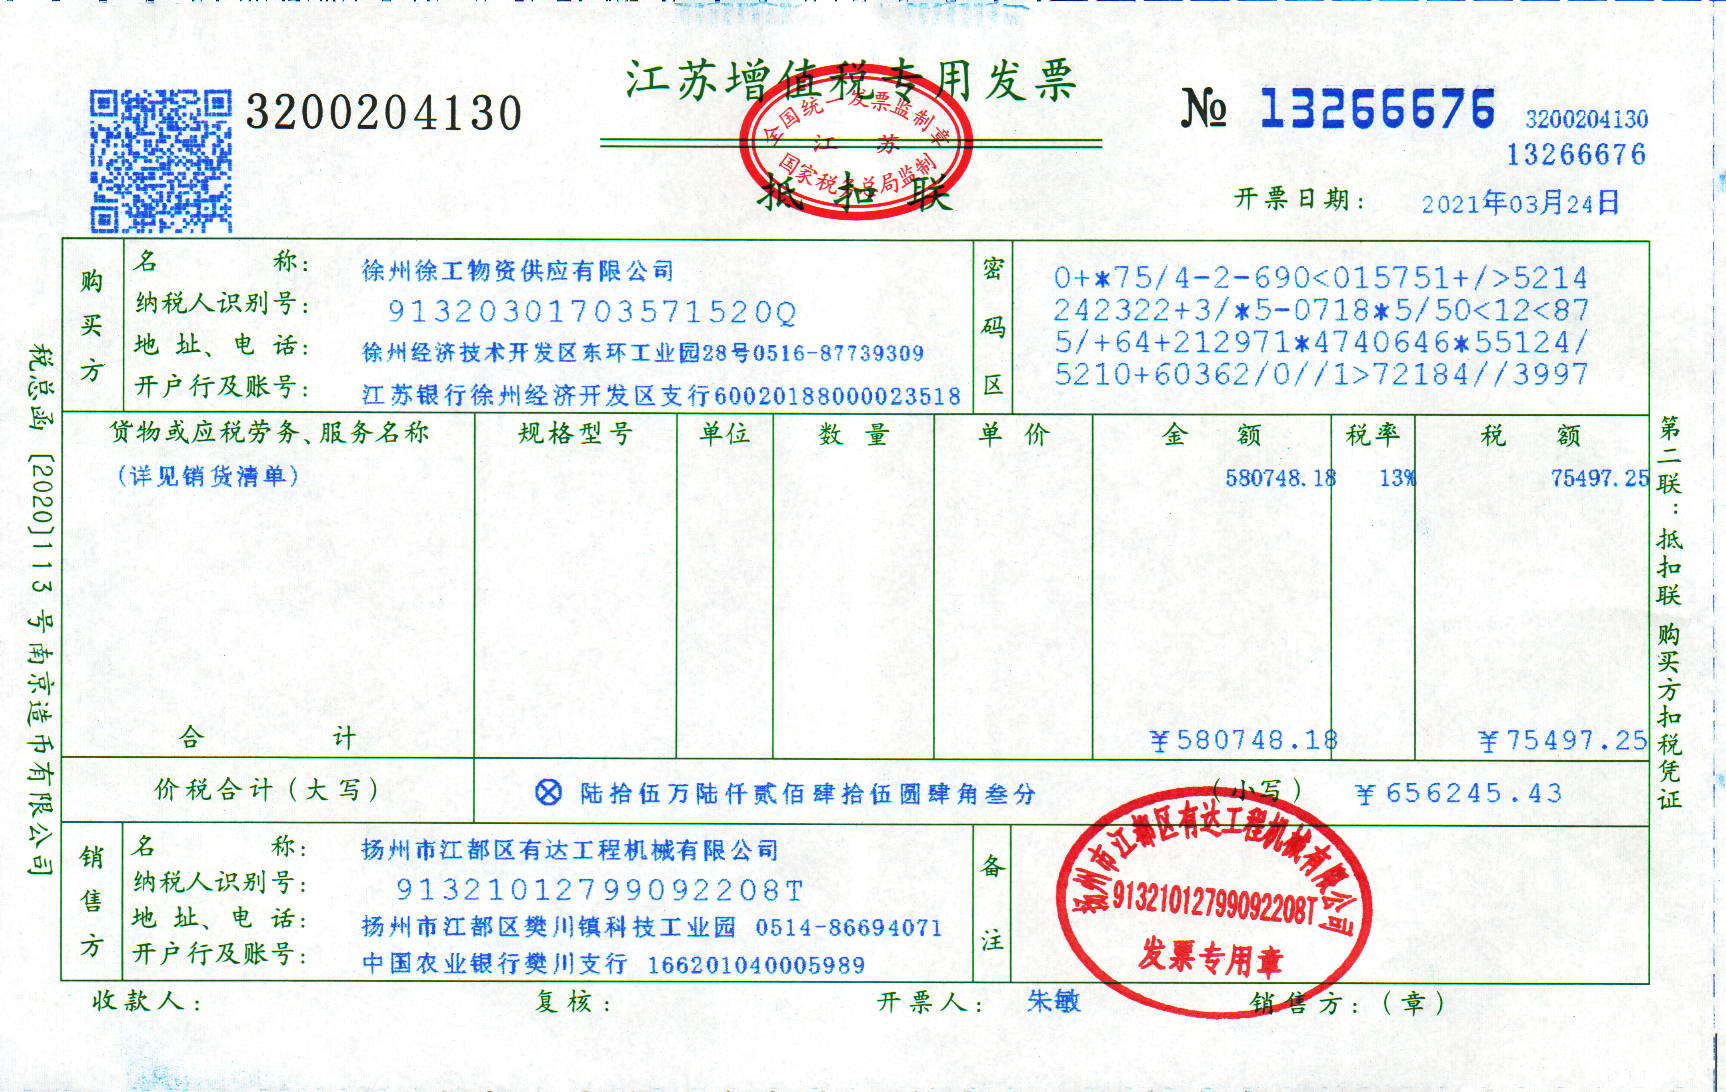 江苏增值税专用发票
3200204130
№ 13266676
3200204130
13266676
全国统一发票监制章
江苏
国家税务总局监制
抵扣联
开票日期: 2021年03月24日
购买方
名称: 徐州徐工物资供应有限公司
纳税人识别号: 91320301703571520Q
地址、电话: 徐州经济技术开发区东环工业园28号0516-87739309
开户行及账号: 江苏银行徐州经济开发区支行60020188000023518
密码区
0+*75/4-2-690<015751+/>5214
242322+3/*5-0718*5/50<12<87
5/+64+212971*4740646*55124/
5210+60362/0//1>72184//3997
货物或应税劳务、服务名称 规格型号 单位 数量 单价 金额 税率 税额
(详见销货清单) 580748.18 13% 75497.25
合计 ¥580748.18 ¥75497.25
价税合计(大写) ⊗ 陆拾伍万陆仟贰佰肆拾伍圆肆角叁分 (小写) ¥656245.43
销售方
名称: 扬州市江都区有达工程机械有限公司
纳税人识别号: 91321012799092208T
地址、电话: 扬州市江都区樊川镇科技工业园 0514-86694071
开户行及账号: 中国农业银行樊川支行 166201040005989
备注
扬州市江都区有达工程机械有限公司
91321012799092208T
发票专用章
收款人: 复核: 开票人: 朱敏 销售方:(章)
税总函〔2020〕113号南京造币有限公司
第二联:抵扣联 购买方扣税凭证